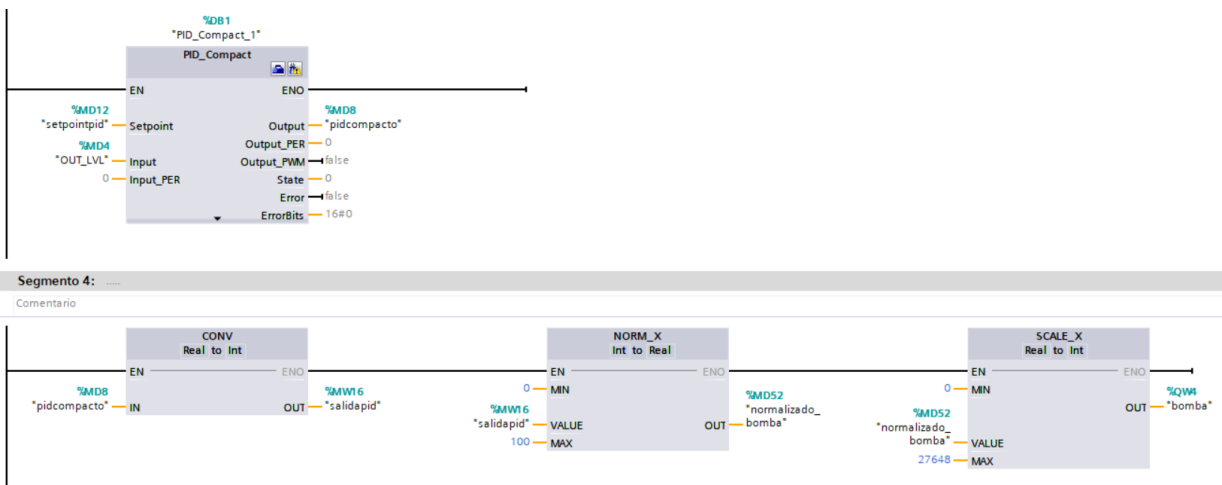 %DB1
"PID_Compact_1"
PID_Compact
EN ENO
%MD12
"setpointpid" Setpoint
%MD8
Output "pidcompacto"
%MD4
"OUT_LVL" Input
Output_PER 0
Output_PWM false
0 Input_PER
State 0
Error false
ErrorBits 16#0
Segmento 4:
Comentario
CONV
Real to Int
EN ENO
%MD8
"pidcompacto" IN
%MW16
OUT "salidapid"
NORM_X
Int to Real
EN ENO
0 MIN
%MW16
"salidapid" VALUE
100 MAX
%MD52
"normalizado_
OUT bomba"
SCALE_X
Real to Int
EN ENO
0 MIN
%MD52
"normalizado_
bomba" VALUE
27648 MAX
%QW4
OUT "bomba"